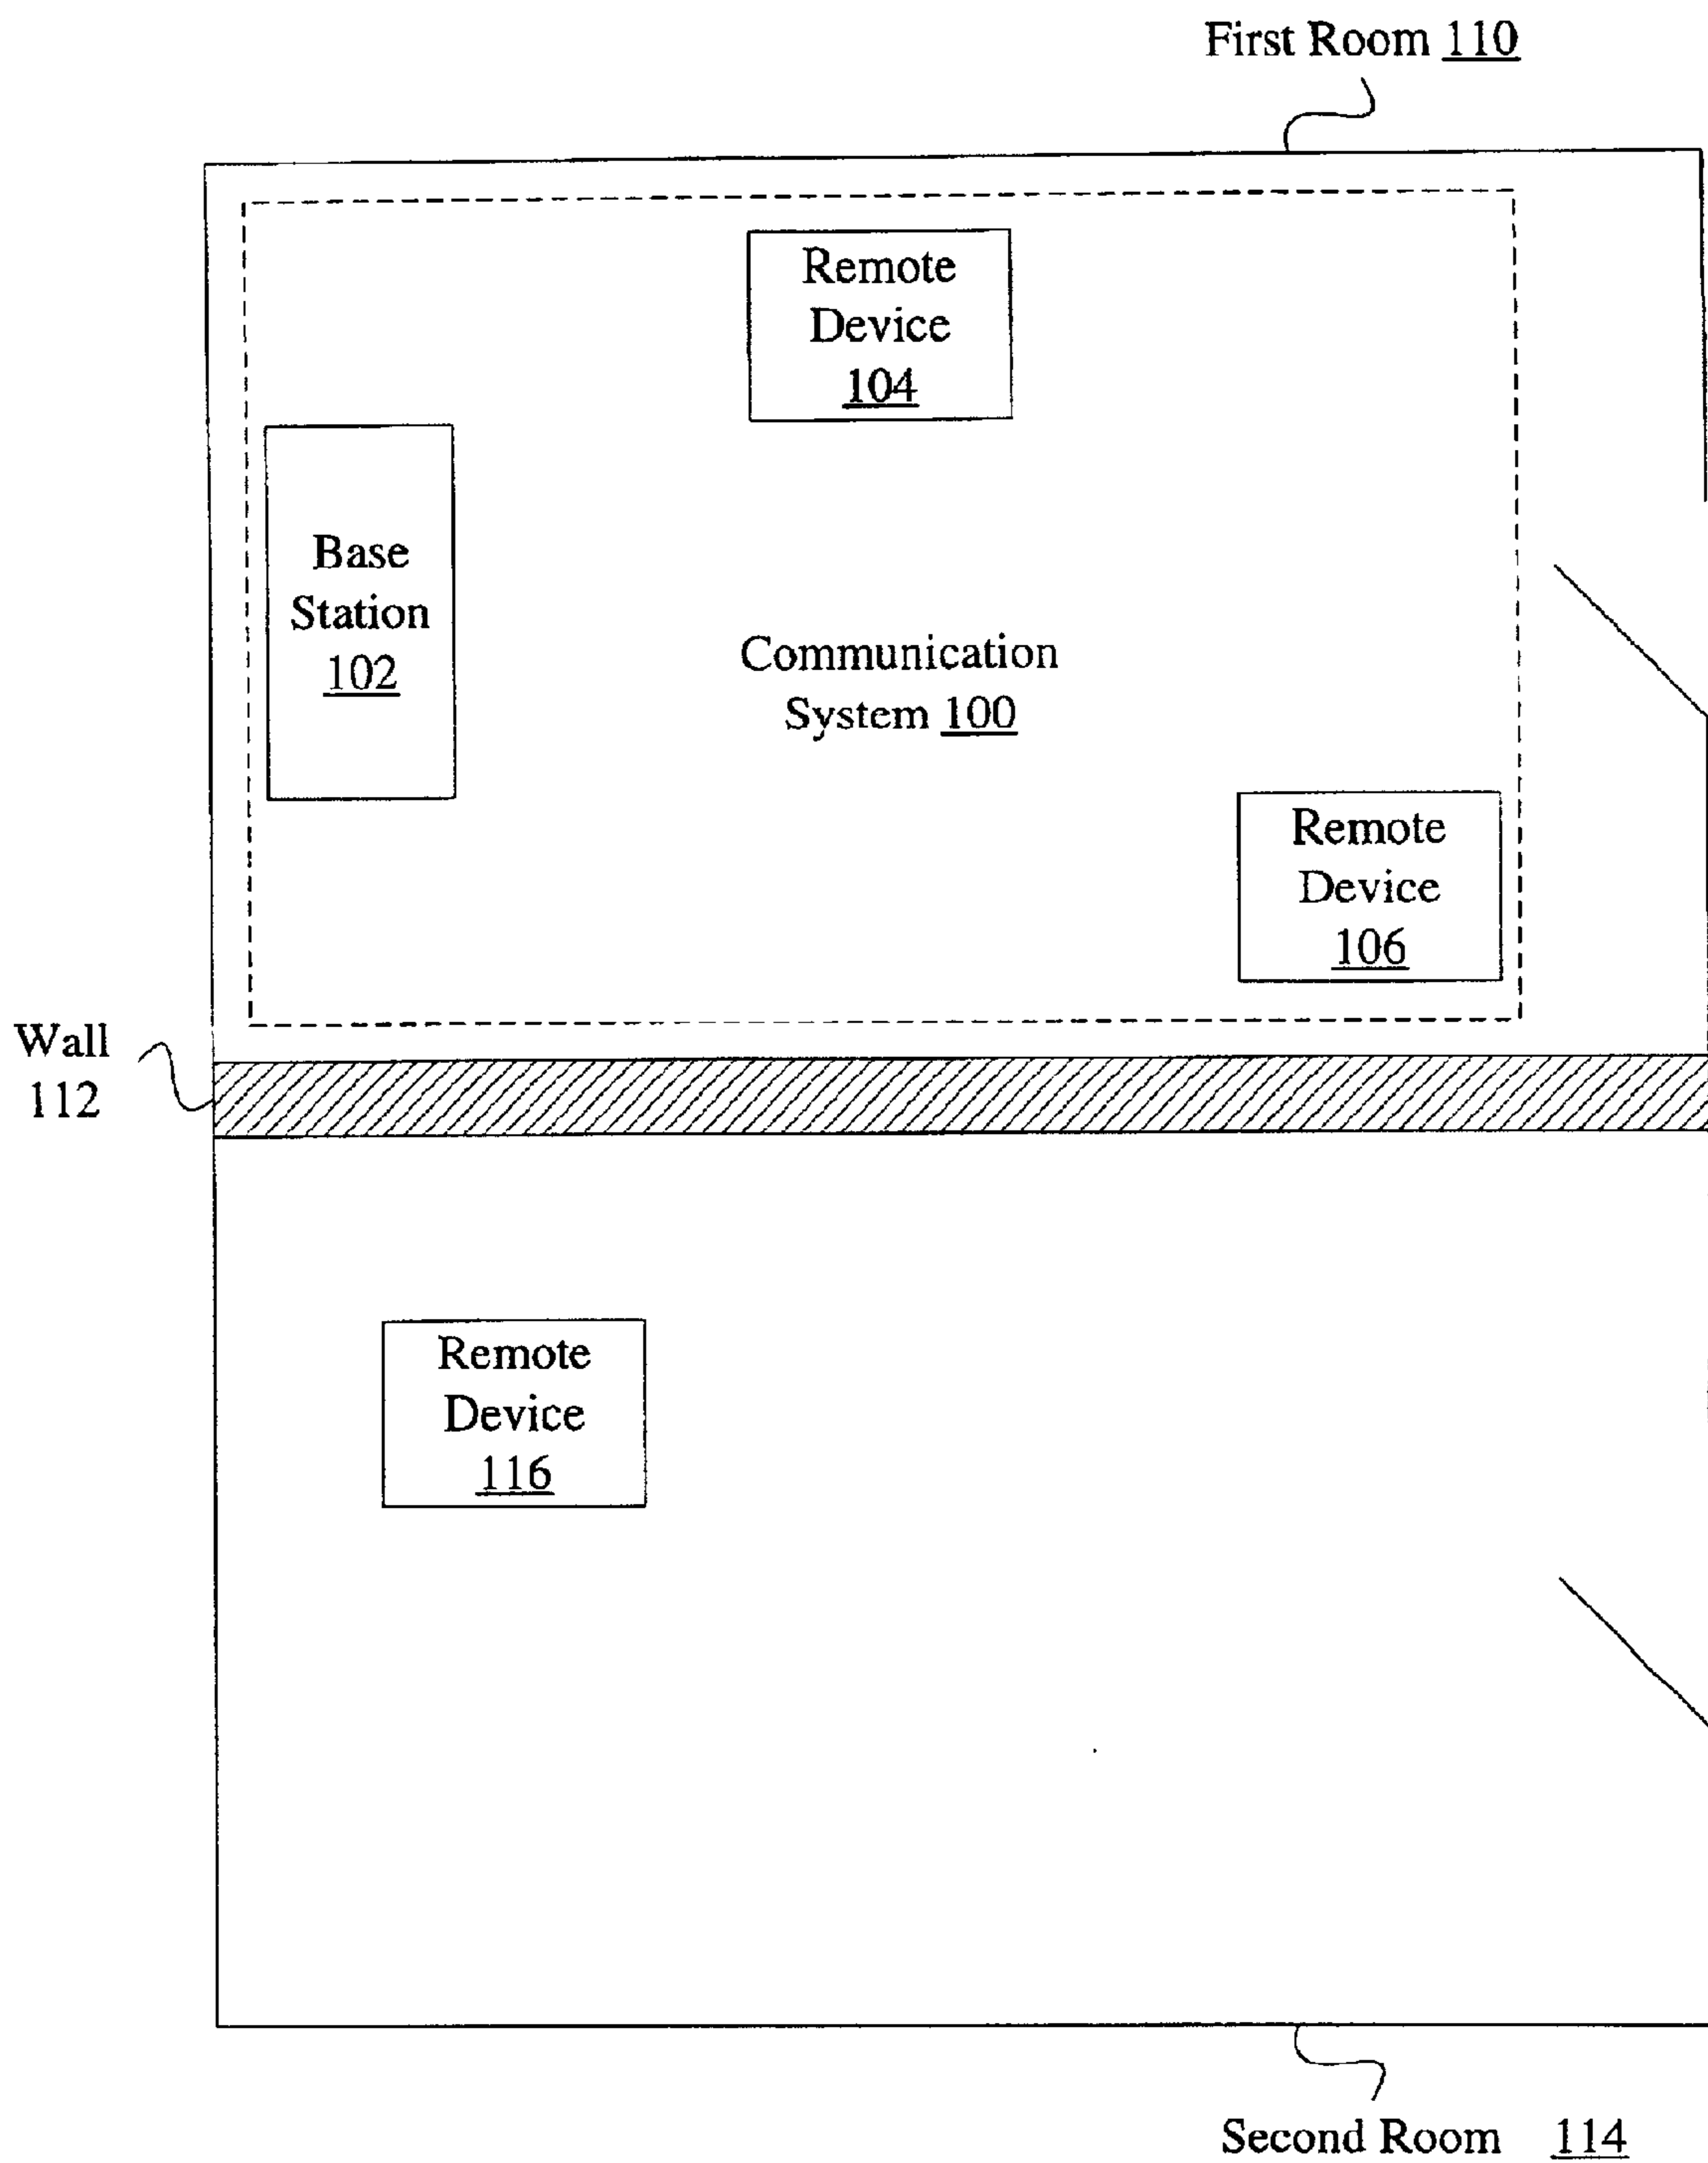 First Room 110
Remote
Device
104
Base
Station
102
Communication
System 100
Remote
Device
106
Wall
112
Remote
Device
116
Second Room 114